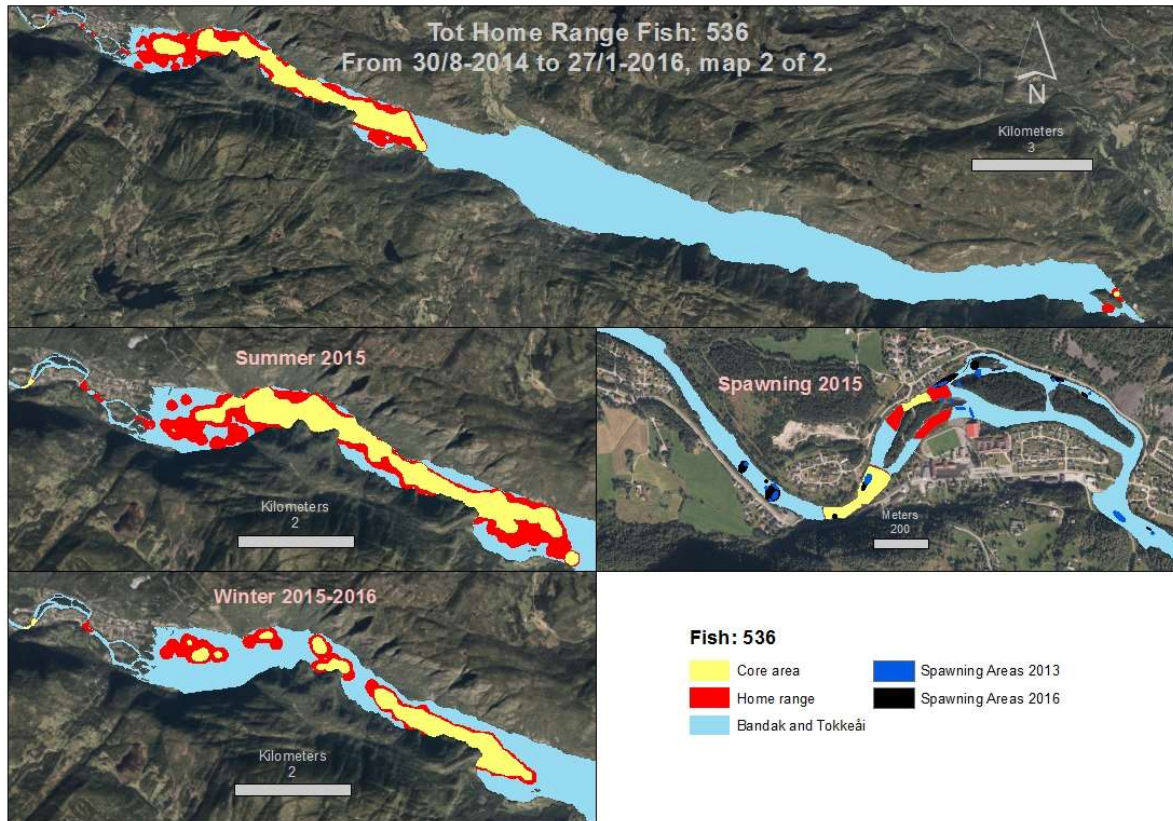 Tot Home Range Fish: 536
From 30/8-2014 to 27/1-2016, map 2 of 2.
N
Kilometers
3
Summer 2015
Kilometers
2
Spawning 2015
Meters
200
Winter 2015-2016
Kilometers
2
Fish: 536
Core area
Home range
Bandak and Tokkeåi
Spawning Areas 2013
Spawning Areas 2016